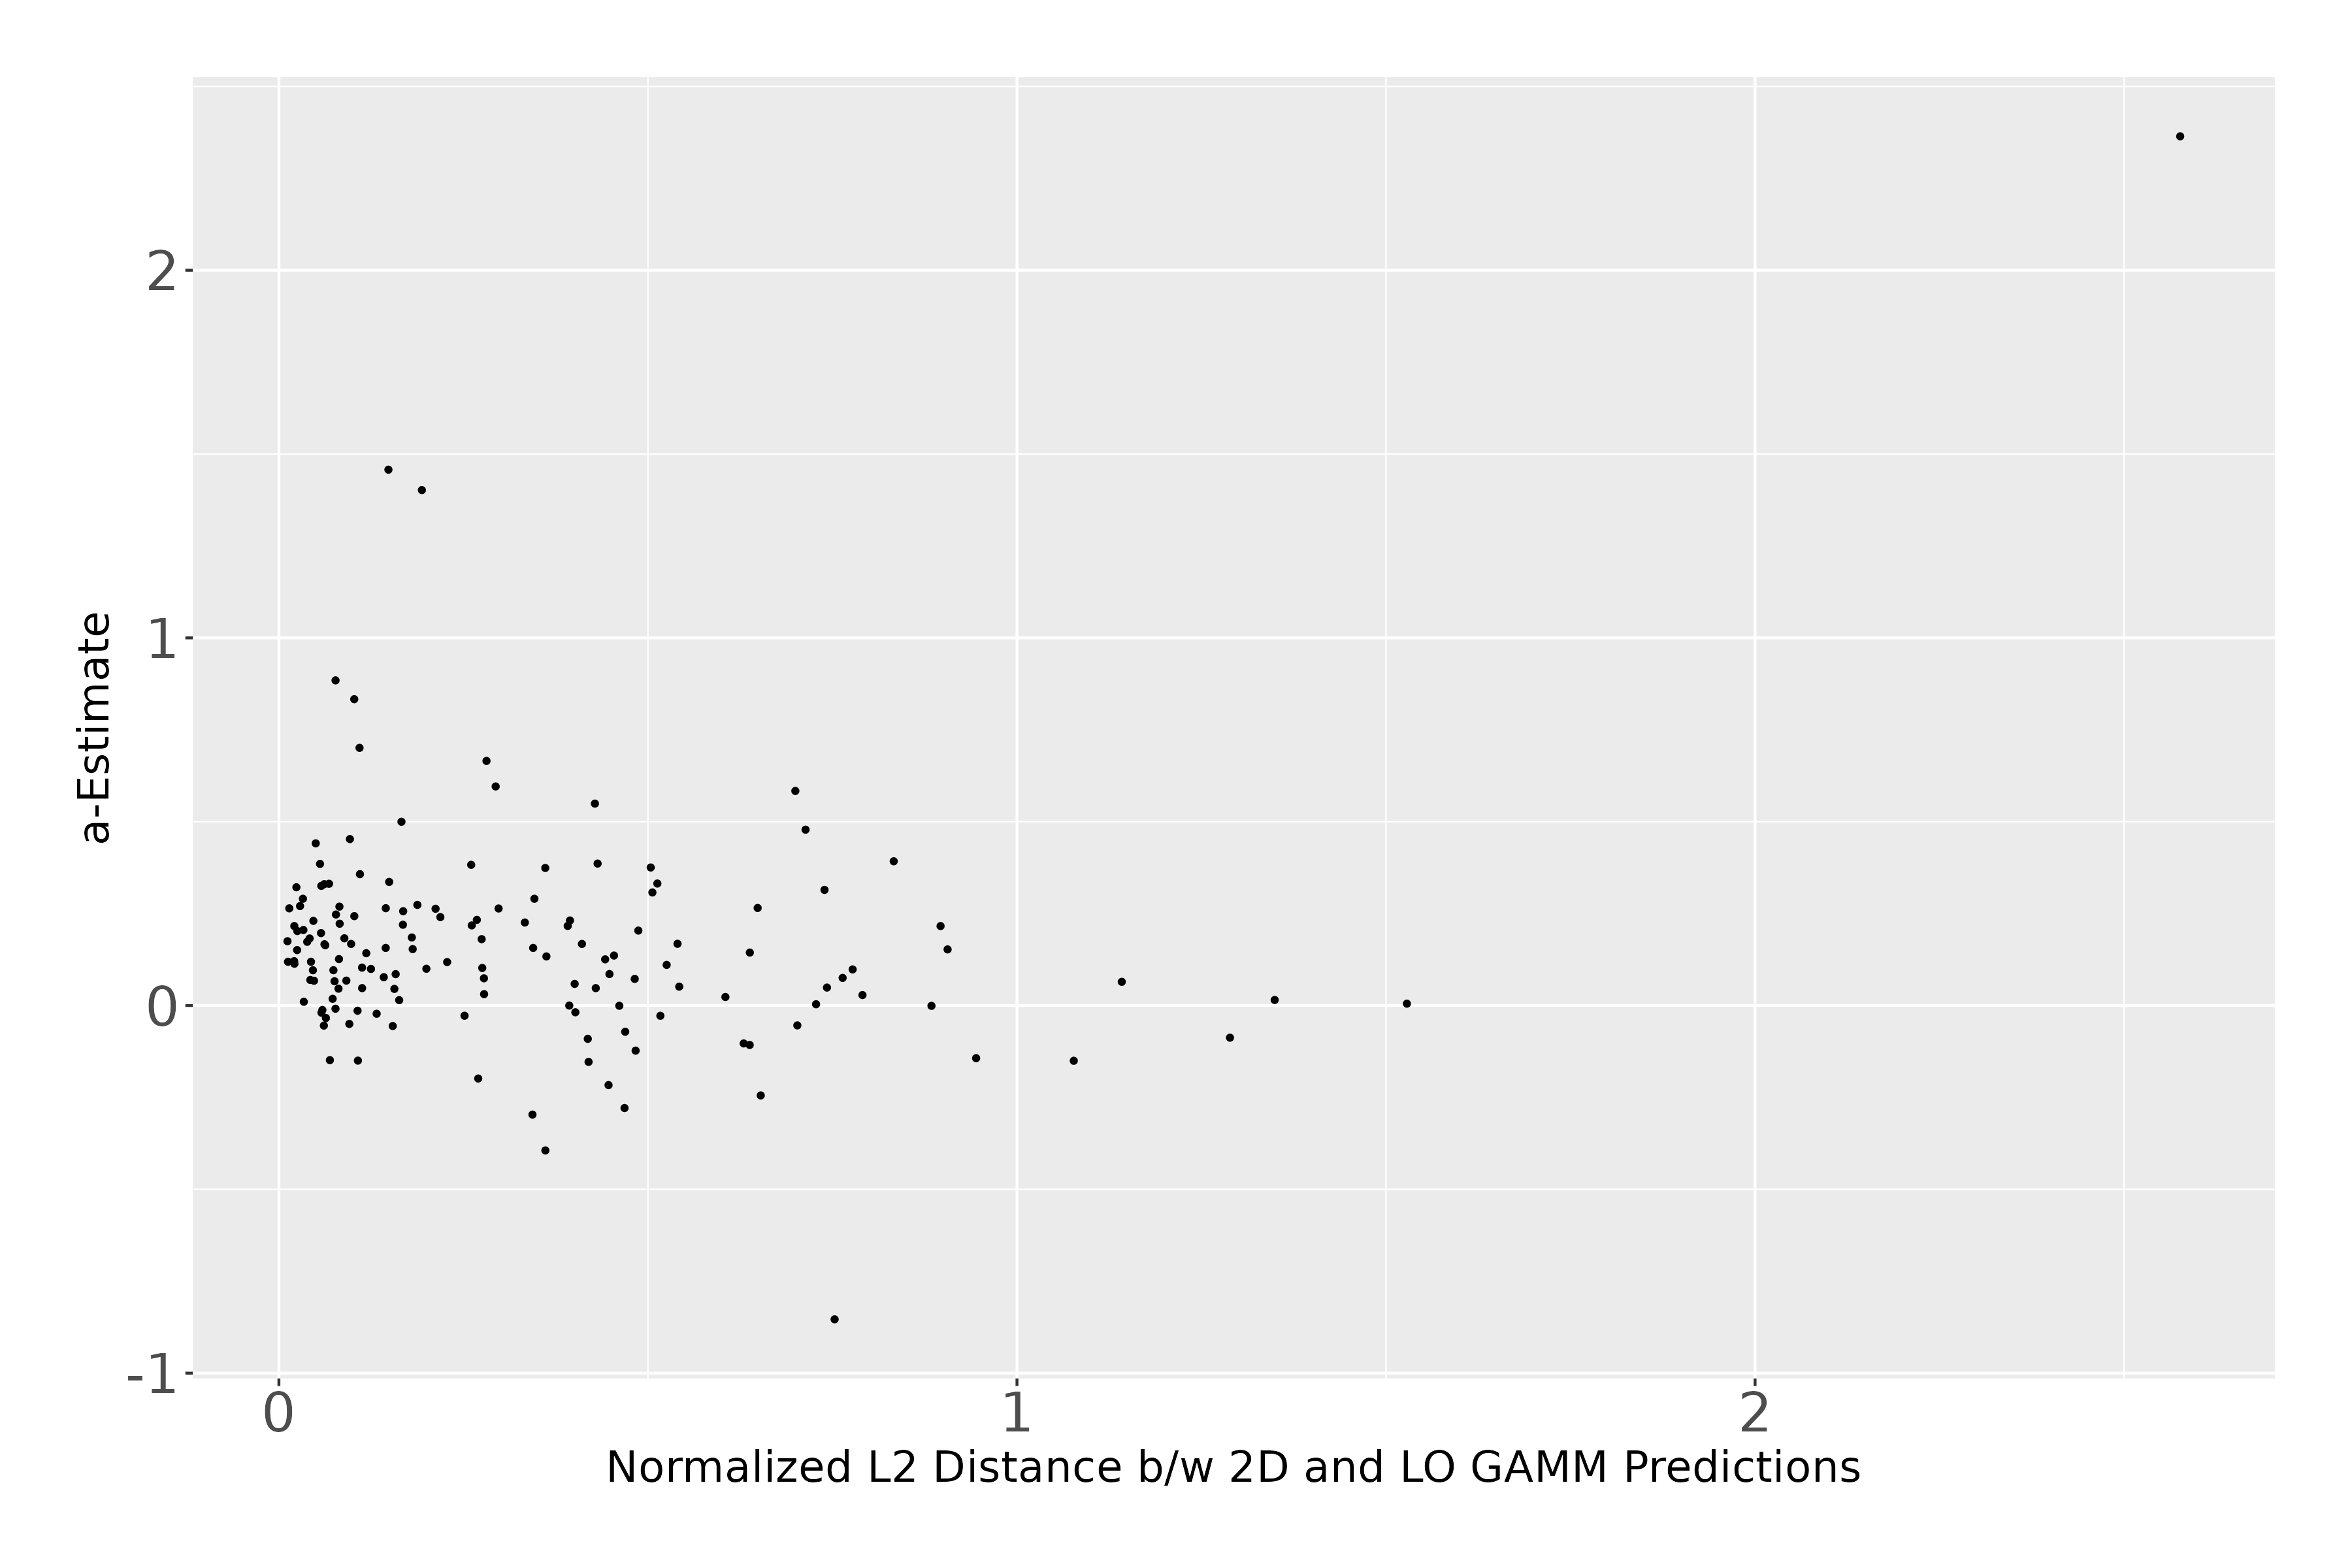 2
1
0
-1
a-Estimate
0 1 2
Normalized L2 Distance b/w 2D and LO GAMM Predictions